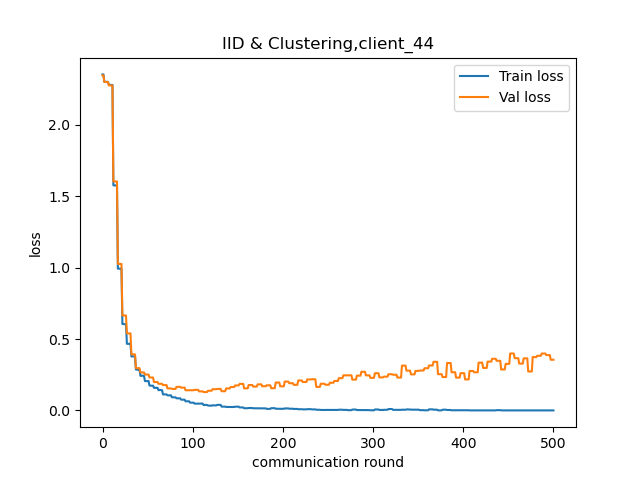 IID & Clustering,client_44
Train loss
Val loss
2.0
1.5
1.0
0.5
0.0
loss
0 100 200 300 400 500
communication round